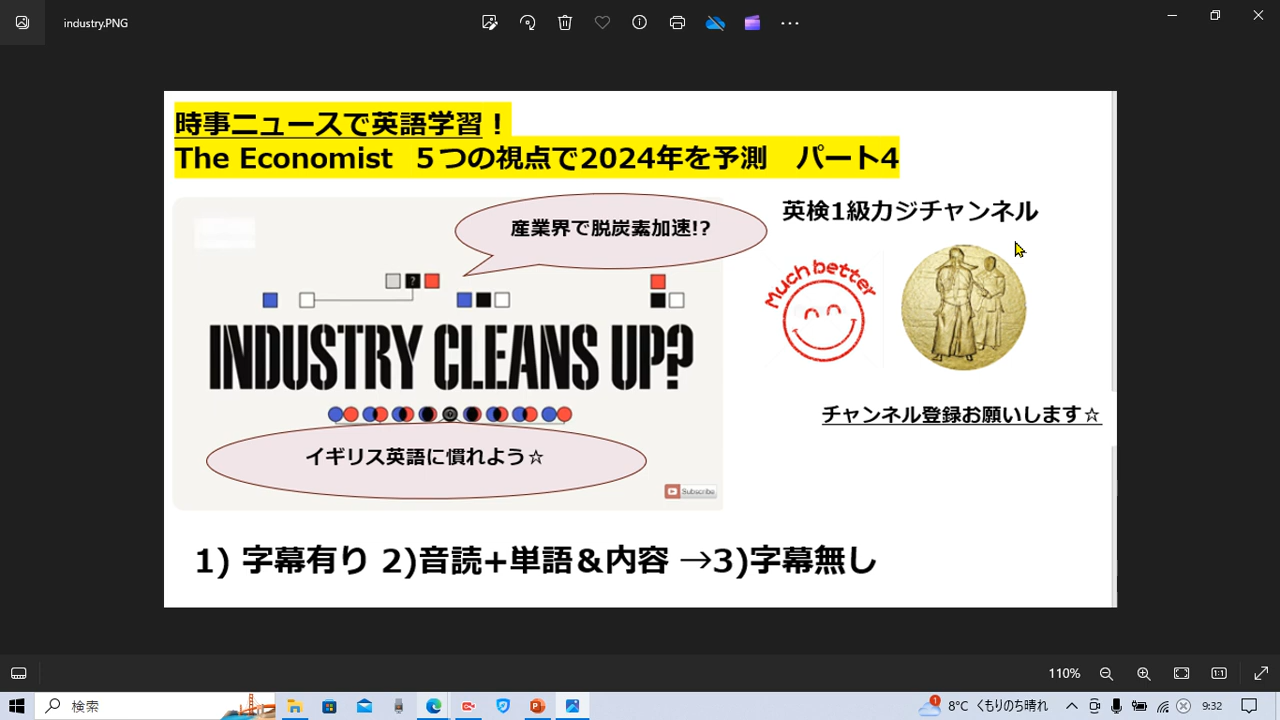 industry.PNG
時事ニュースで英語学習！
The Economist ５つの視点で2024年を予測　パート4
産業界で脱炭素加速!?
英検1級カジチャンネル
Much better
?
INDUSTRY CLEANS UP?
チャンネル登録お願いします☆
イギリス英語に慣れよう☆
Subscribe
1) 字幕有り 2)音読+単語＆内容 →3)字幕無し
110%
1:1
検索
1
8°C くもりのち晴れ
9:32